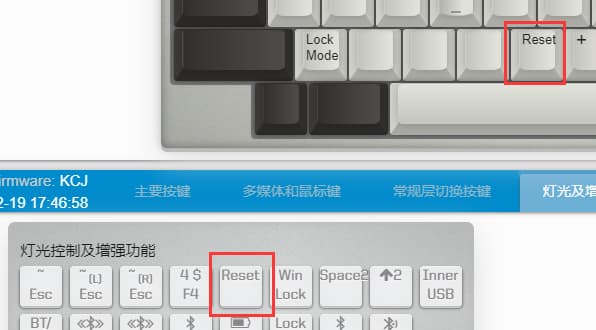 _
Lock
Mode
Reset
+
irmware: KCJ
2-19 17:46:58
主要按键
多媒体和鼠标键
常规层切换按键
灯光及增
灯光控制及增强功能
~
Esc
~ (L)
Esc
~ (R)
Esc
4 $
F4
Reset
Win
Lock
Space2
↑2
Inner
USB
BT/
Lock